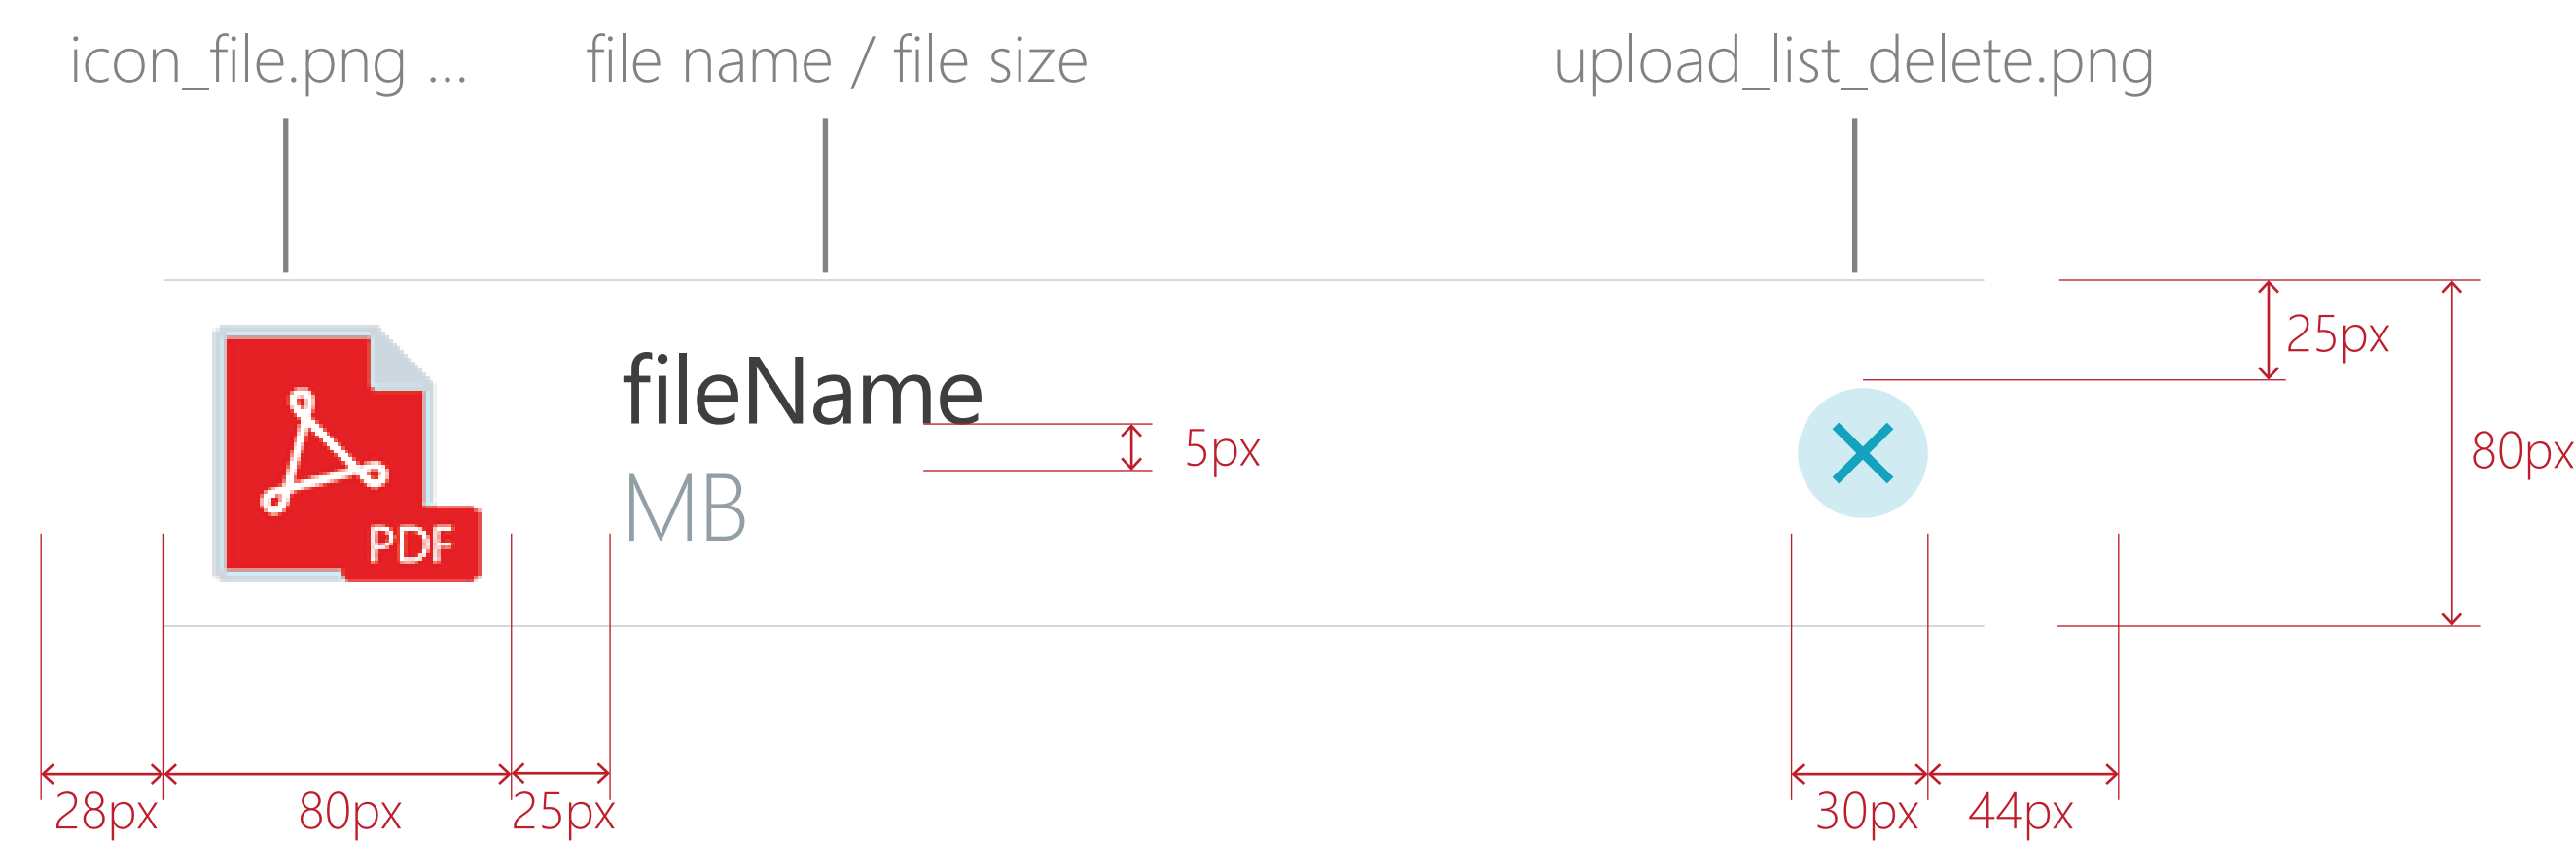 icon_file.png ...
file name / file size
upload_list_delete.png
25px
fileName
5px
80px
MB
PDF
28px
80px
25px
30px
44px